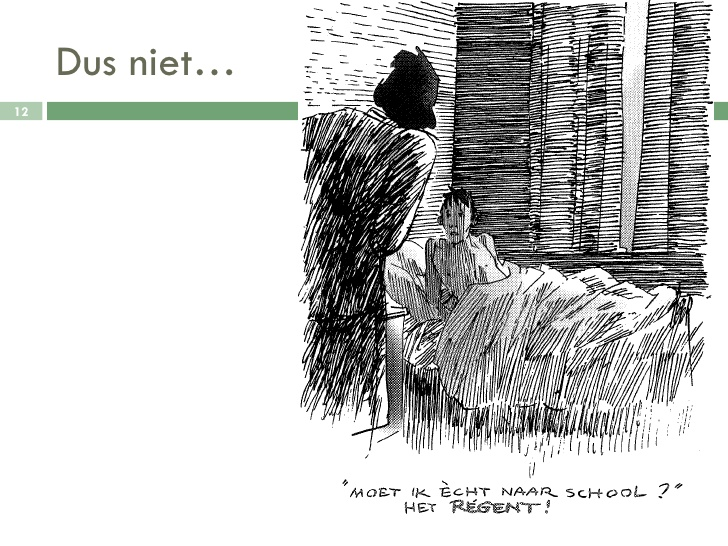 Dus niet…
12
"MOET IK ÈCHT NAAR SCHOOL ?"
HET RÉGENT!